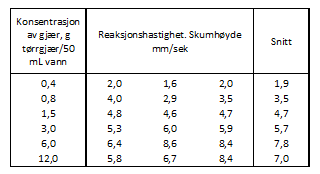 Konsentrasjon
av gjær, g
tørrgjær/50
mL vann
Reaksjonshastighet. Skumhøyde
mm/sek
Snitt
0,4 2,0 1,6 2,0 1,9
0,8 4,0 2,9 3,5 3,5
1,5 4,8 4,6 4,7 4,7
3,0 5,3 6,0 5,9 5,7
6,0 6,4 8,6 8,4 7,8
12,0 5,8 6,7 8,4 7,0